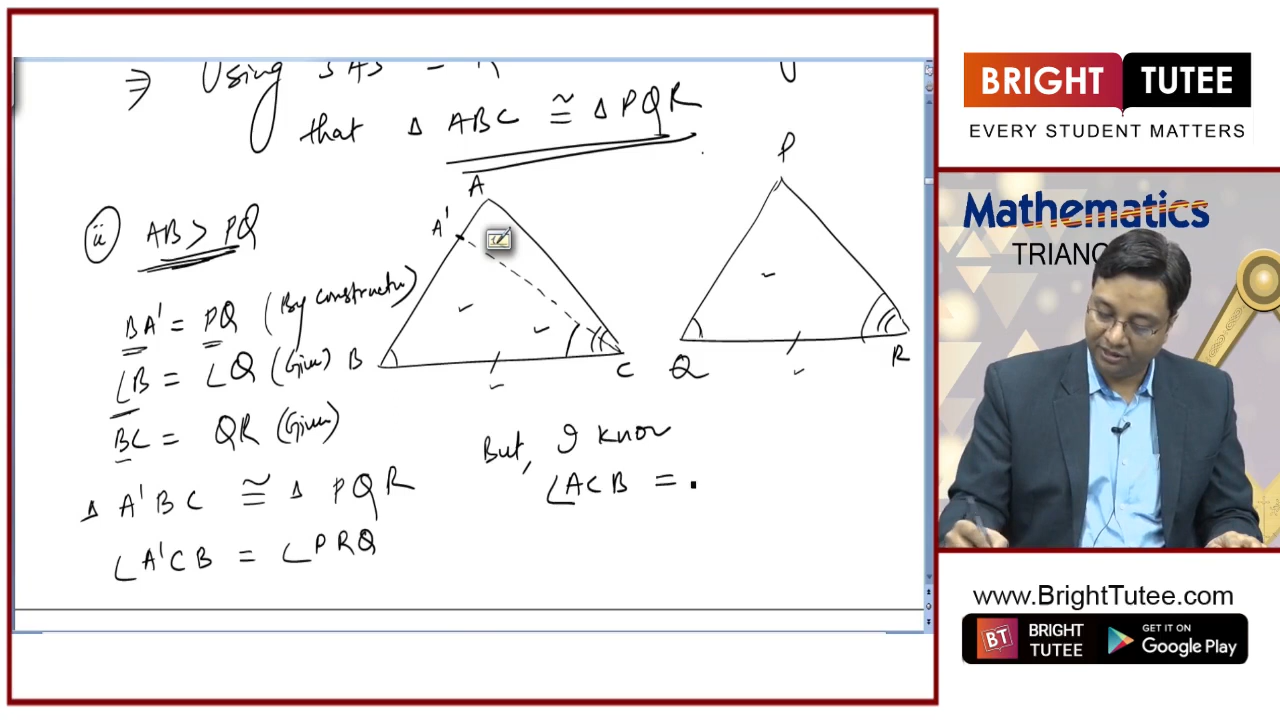 ⇒ Using SAS
that Δ ABC ≅ Δ PQR
(ii) AB > PQ
BA' = PQ (By constructn)
∠B = ∠Q (Given)
BC = QR (Given)
Δ A'BC ≅ Δ PQR
∠A'CB = ∠PRQ
A
A'
B
C
P
Q
R
But, I know
∠ACB =
BRIGHT TUTEE
EVERY STUDENT MATTERS
Mathematics
TRIANG
www.BrightTutee.com
BT
BRIGHT
TUTEE
GET IT ON
Google Play